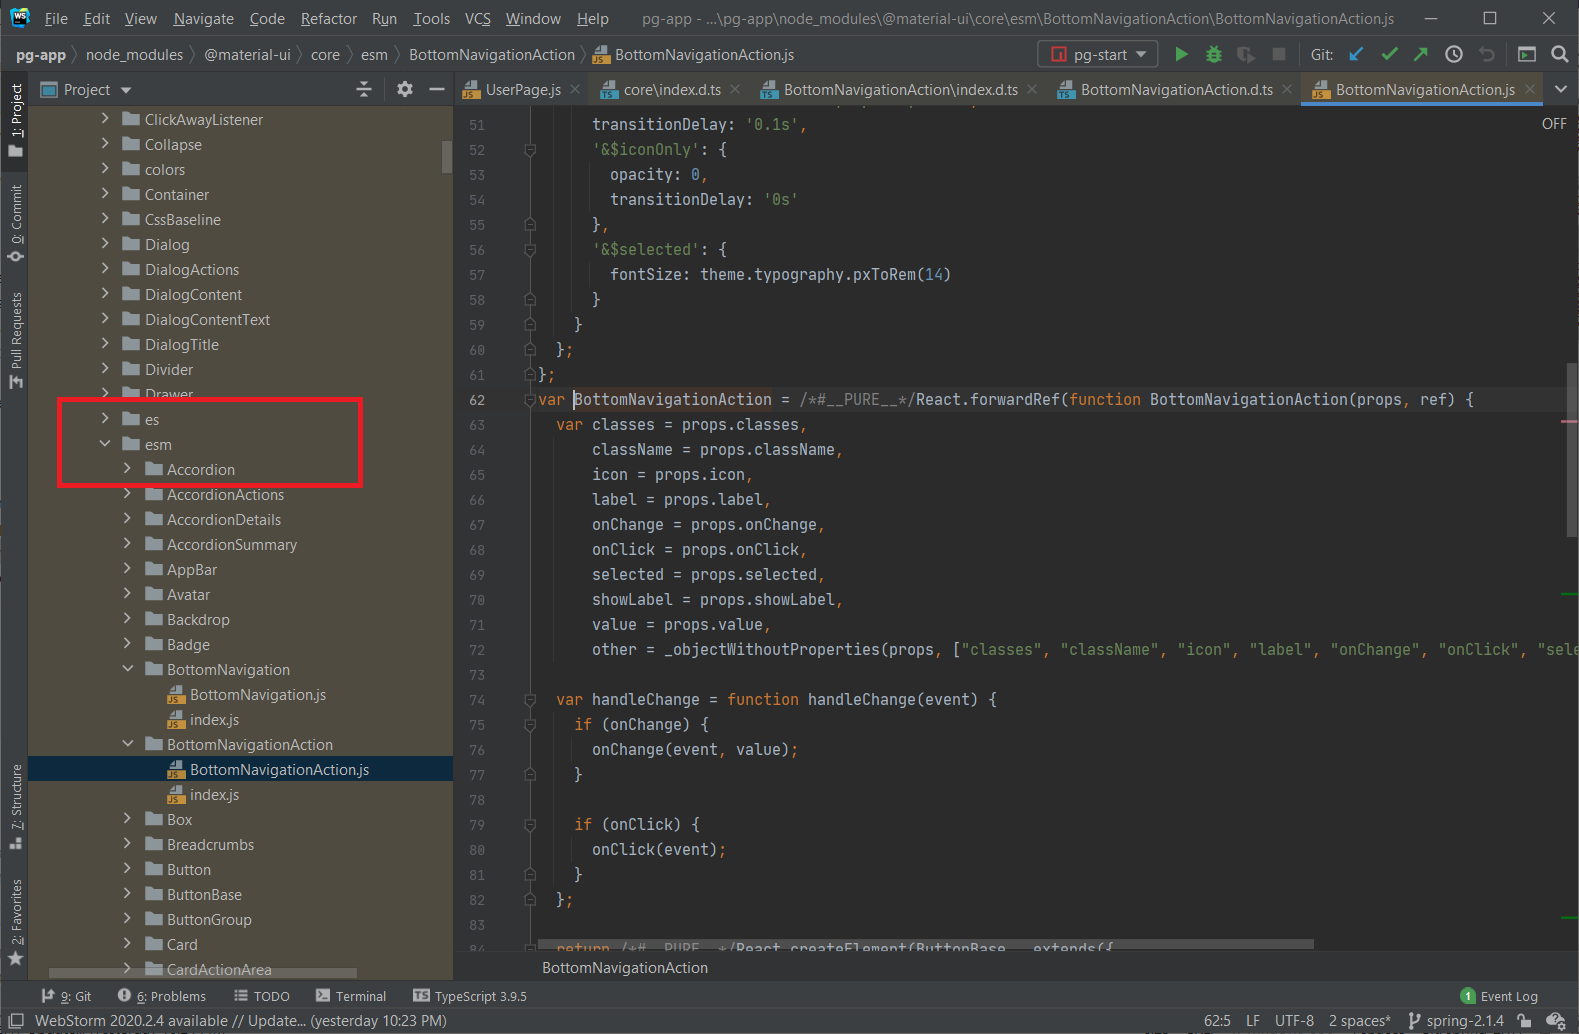 WS File Edit View Navigate Code Refactor Run Tools VCS Window Help pg-app - ...\pg-app\node_modules\@material-ui\core\esm\BottomNavigationAction\BottomNavigationAction.js
pg-app node_modules @material-ui core esm BottomNavigationAction BottomNavigationAction.js pg-start Git:
Project UserPage.js core\index.d.ts BottomNavigationAction\index.d.ts BottomNavigationAction.d.ts BottomNavigationAction.js
1: Project
0: Commit
Pull Requests
7: Structure
2: Favorites
ClickAwayListener
Collapse
colors
Container
CssBaseline
Dialog
DialogActions
DialogContent
DialogContentText
DialogTitle
Divider
Drawer
es
esm
Accordion
AccordionActions
AccordionDetails
AccordionSummary
AppBar
Avatar
Backdrop
Badge
BottomNavigation
BottomNavigation.js
index.js
BottomNavigationAction
BottomNavigationAction.js
index.js
Box
Breadcrumbs
Button
ButtonBase
ButtonGroup
Card
CardActionArea
OFF
51 transitionDelay: '0.1s',
52 '&$iconOnly': {
53 opacity: 0,
54 transitionDelay: '0s'
55 },
56 '&$selected': {
57 fontSize: theme.typography.pxToRem(14)
58 }
59 }
60 };
61 };
62 var BottomNavigationAction = /*#__PURE__*/React.forwardRef(function BottomNavigationAction(props, ref) {
63 var classes = props.classes,
64 className = props.className,
65 icon = props.icon,
66 label = props.label,
67 onChange = props.onChange,
68 onClick = props.onClick,
69 selected = props.selected,
70 showLabel = props.showLabel,
71 value = props.value,
72 other = _objectWithoutProperties(props, ["classes", "className", "icon", "label", "onChange", "onClick", "sele
73
74 var handleChange = function handleChange(event) {
75 if (onChange) {
76 onChange(event, value);
77 }
78
79 if (onClick) {
80 onClick(event);
81 }
82 };
83
84 return /*#__PURE__*/React.createElement(ButtonBase, _extends({
BottomNavigationAction
9: Git 6: Problems TODO Terminal TypeScript 3.9.5 1 Event Log
WebStorm 2020.2.4 available // Update... (yesterday 10:23 PM) 62:5 LF UTF-8 2 spaces* spring-2.1.4